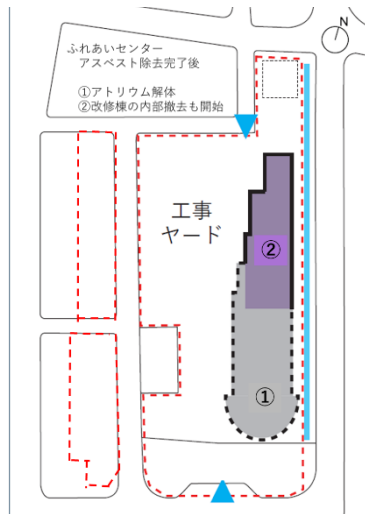 N
ふれあいセンター
アスベスト除去完了後
①アトリウム解体
②改修棟の内部撤去も開始
工事
ヤード
②
①